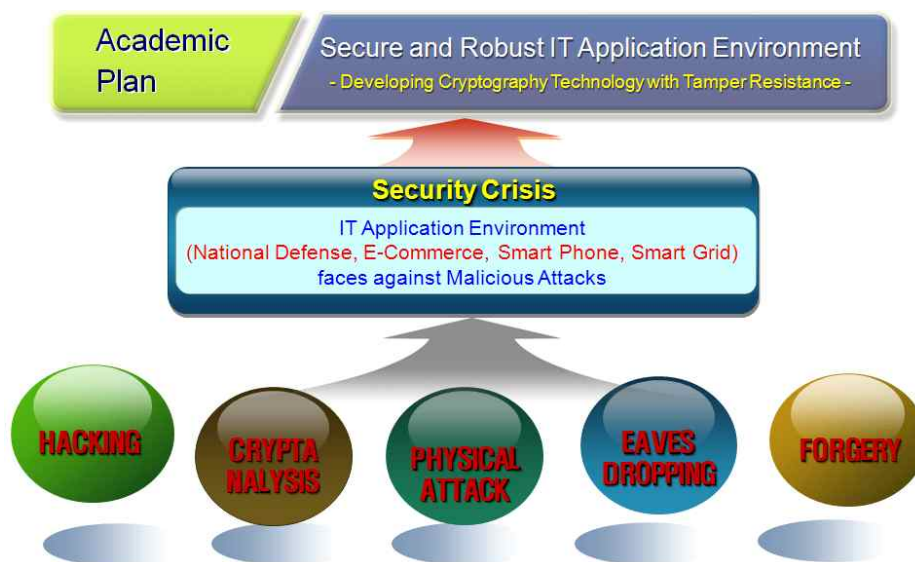 Academic
Plan
Secure and Robust IT Application Environment
- Developing Cryptography Technology with Tamper Resistance -
Security Crisis
IT Application Environment
(National Defense, E-Commerce, Smart Phone, Smart Grid)
faces against Malicious Attacks
HACKING
CRYPTA
NALYSIS
PHYSICAL
ATTACK
EAVES
DROPPING
FORGERY